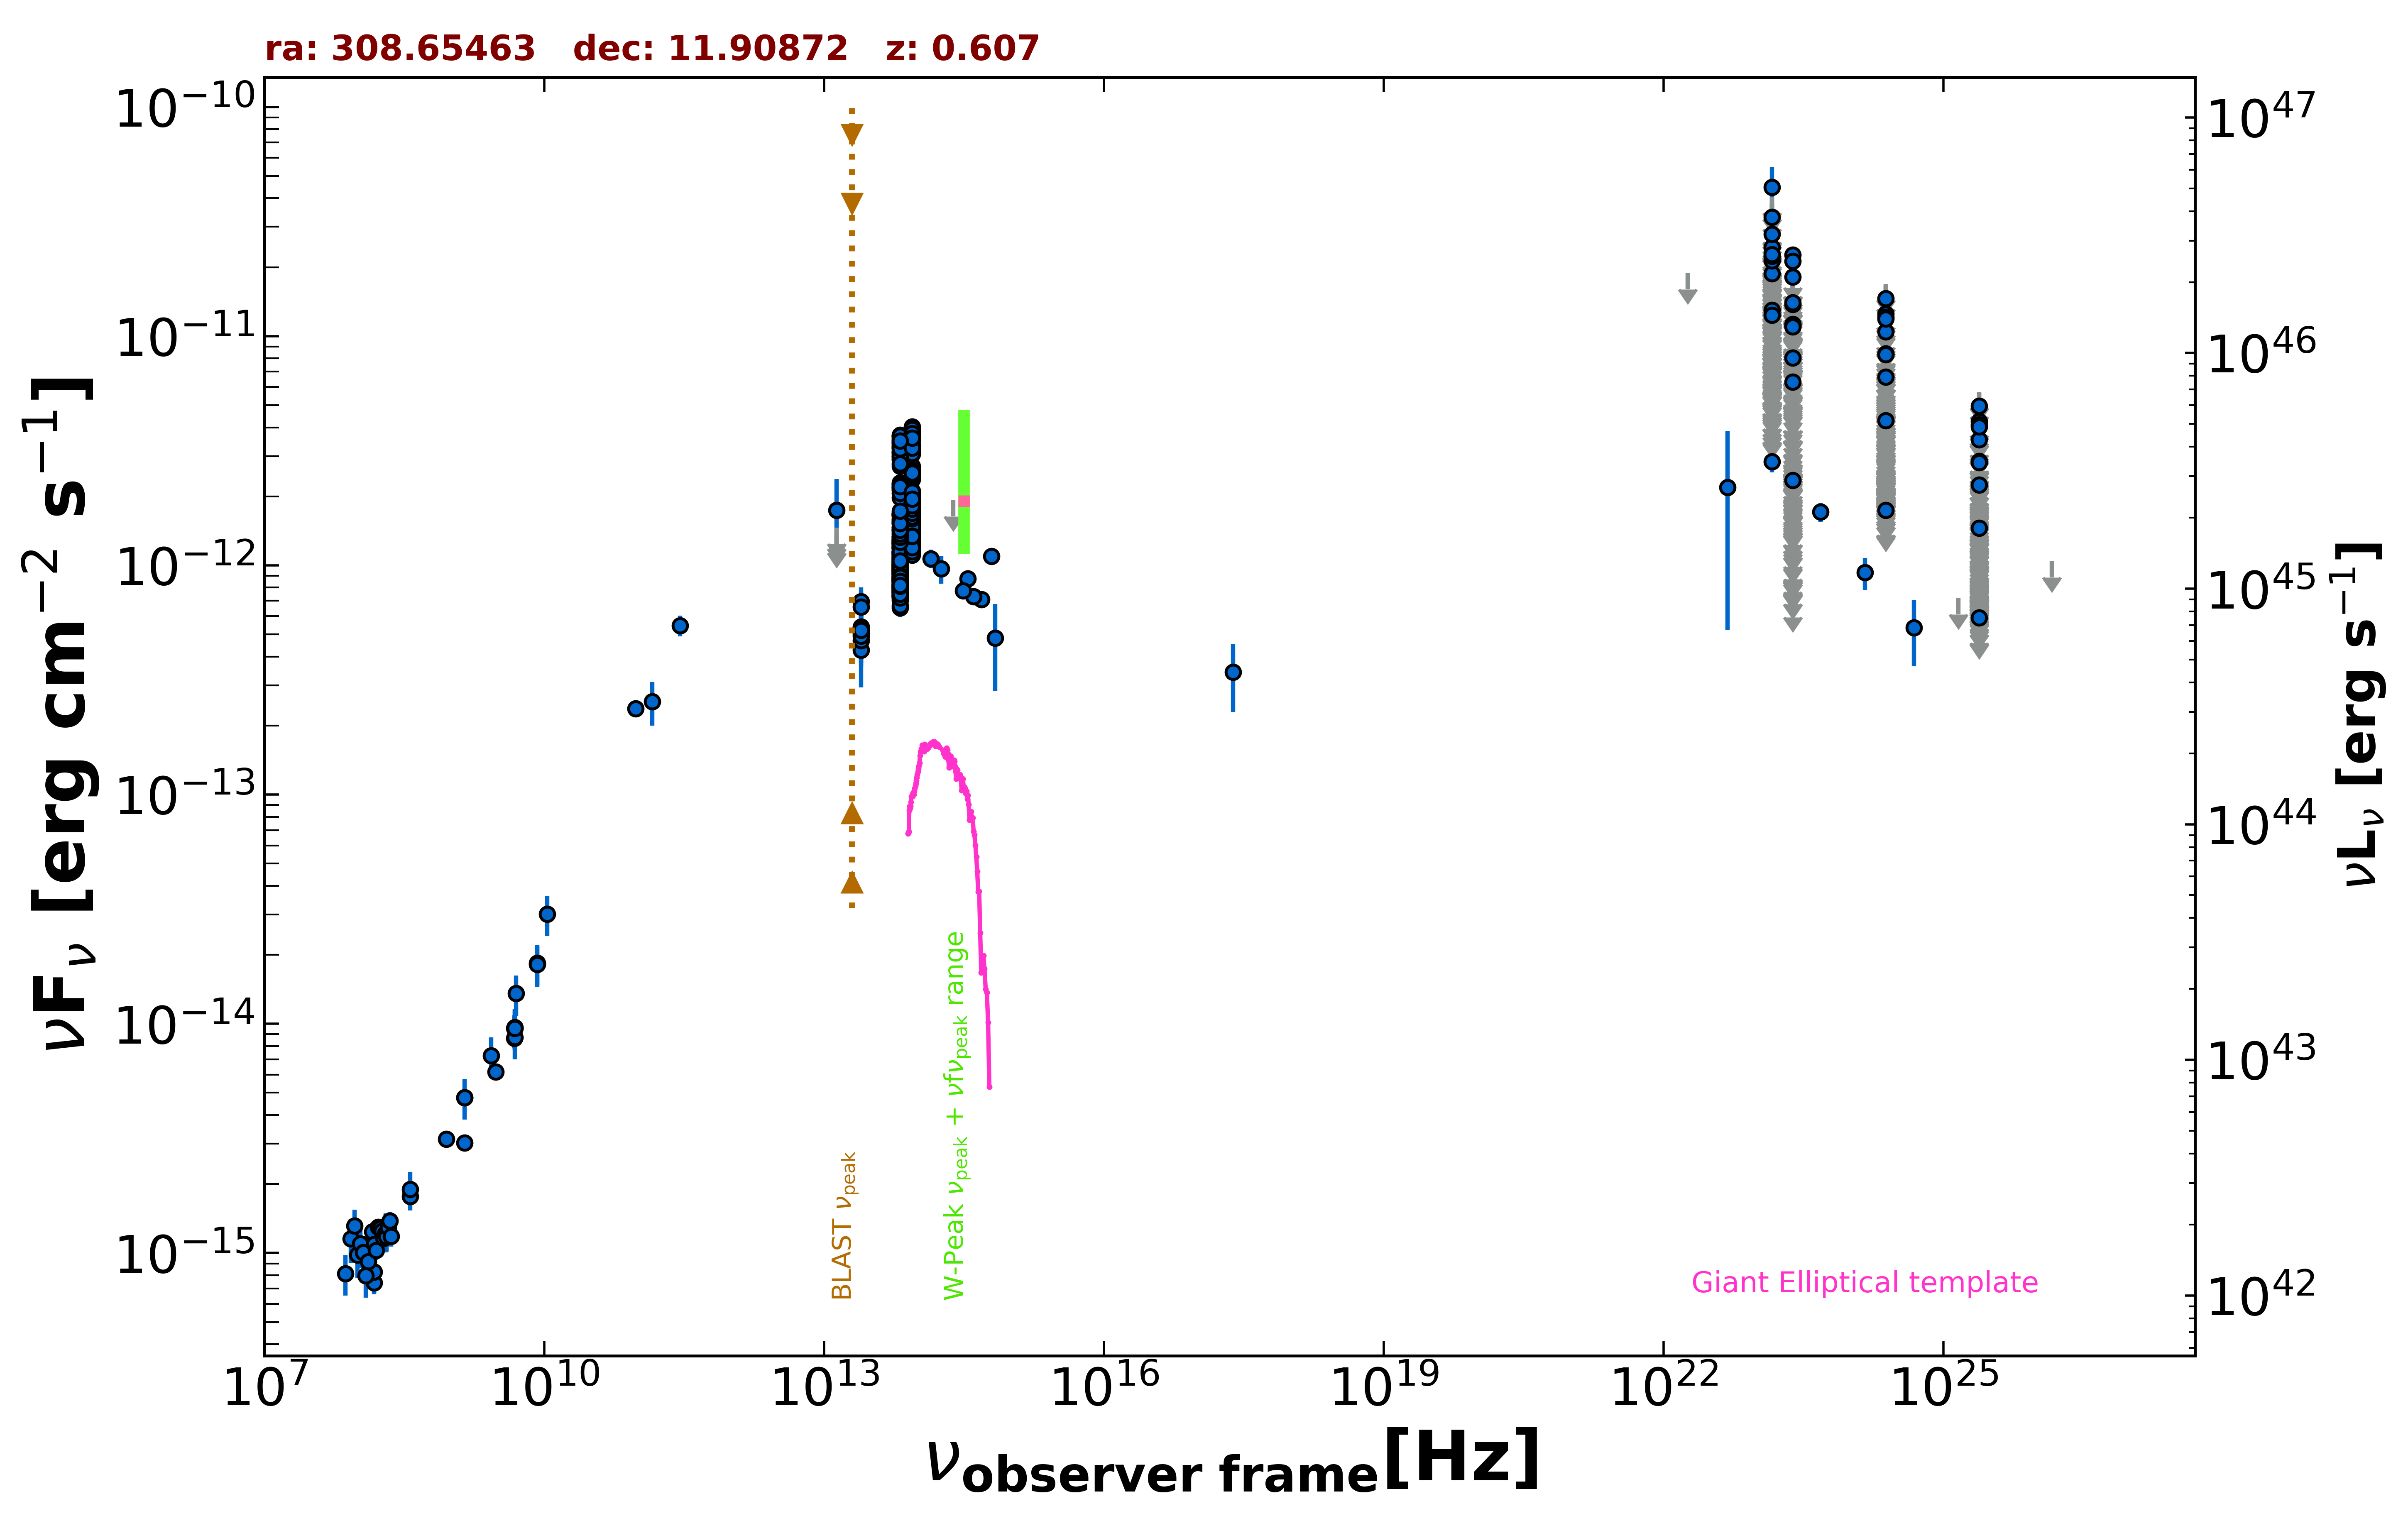 ra: 308.65463   dec: 11.90872   z: 0.607
νFν [erg cm⁻² s⁻¹]
10⁻¹⁰
10⁻¹¹
10⁻¹²
10⁻¹³
10⁻¹⁴
10⁻¹⁵
BLAST νpeak
W-Peak νpeak + νfνpeak range
Giant Elliptical template
10⁴⁷
10⁴⁶
10⁴⁵
10⁴⁴
10⁴³
10⁴²
νLν [erg s⁻¹]
10⁷ 10¹⁰ 10¹³ 10¹⁶ 10¹⁹ 10²² 10²⁵
νobserver frame[Hz]